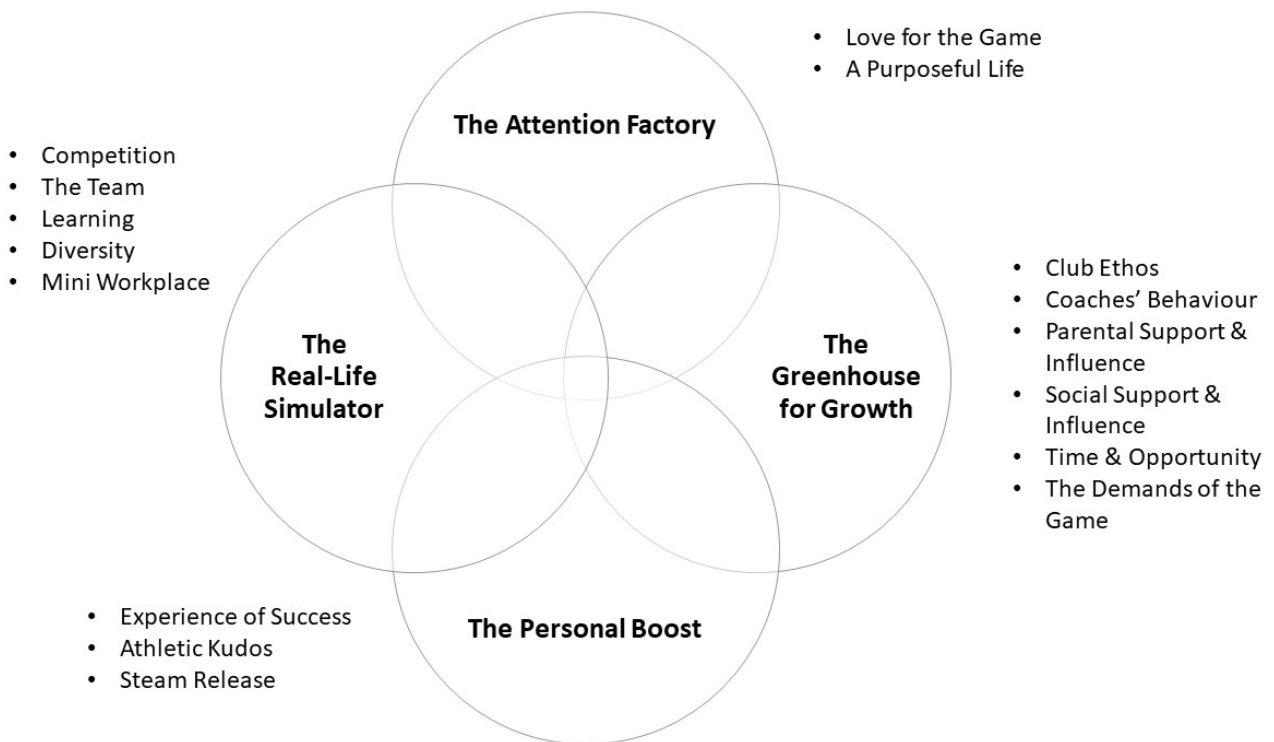 • Love for the Game
• A Purposeful Life
The Attention Factory
• Competition
• The Team
• Learning
• Diversity
• Mini Workplace
The
Real-Life
Simulator
The
Greenhouse
for Growth
• Club Ethos
• Coaches’ Behaviour
• Parental Support &
Influence
• Social Support &
Influence
• Time & Opportunity
• The Demands of the
Game
• Experience of Success
• Athletic Kudos
• Steam Release
The Personal Boost